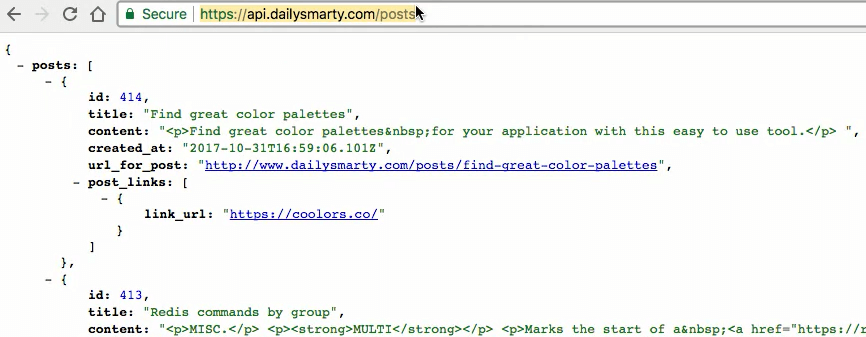 Secure https://api.dailysmarty.com/posts
{
- posts: [
- {
id: 414,
title: "Find great color palettes",
content: "<p>Find great color palettes&nbsp;for your application with this easy to use tool.</p> ",
created_at: "2017-10-31T16:59:06.101Z",
url_for_post: "http://www.dailysmarty.com/posts/find-great-color-palettes",
- post_links: [
- {
link_url: "https://coolors.co/"
}
]
},
- {
id: 413,
title: "Redis commands by group",
content: "<p>MISC.</p> <p><strong>MULTI</strong></p> <p>Marks the start of a&nbsp;<a href="https://r